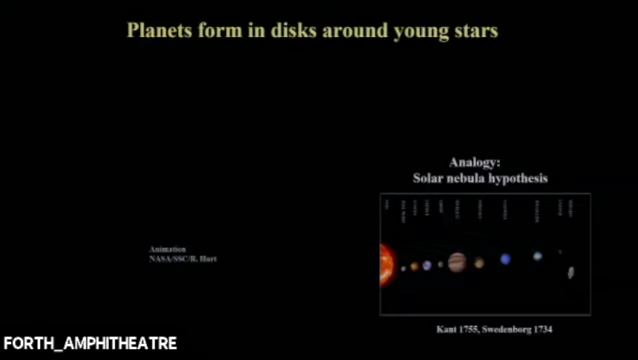 Planets form in disks around young stars
Analogy:
Solar nebula hypothesis
Animation
NASA/SSC/R. Hurt
Kant 1755, Swedenborg 1734
FORTH_AMPHITHEATRE